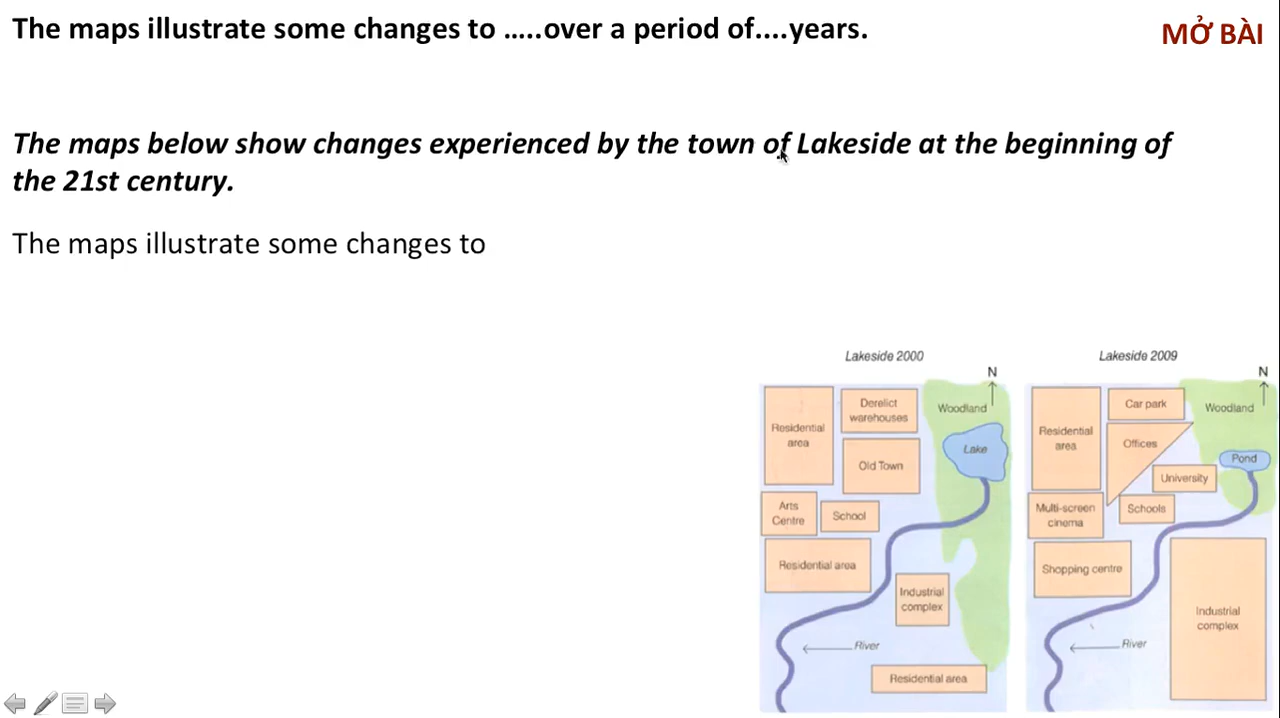 The maps illustrate some changes to .....over a period of....years.
MỞ BÀI
The maps below show changes experienced by the town of Lakeside at the beginning of
the 21st century.
The maps illustrate some changes to
Lakeside 2000
N
Residential
area
Derelict
warehouses
Woodland
Lake
Old Town
Arts
Centre
School
Residential area
Industrial
complex
River
Residential area
Lakeside 2009
N
Residential
area
Car park
Woodland
Offices
Pond
University
Multi-screen
cinema
Schools
Shopping centre
Industrial
complex
River